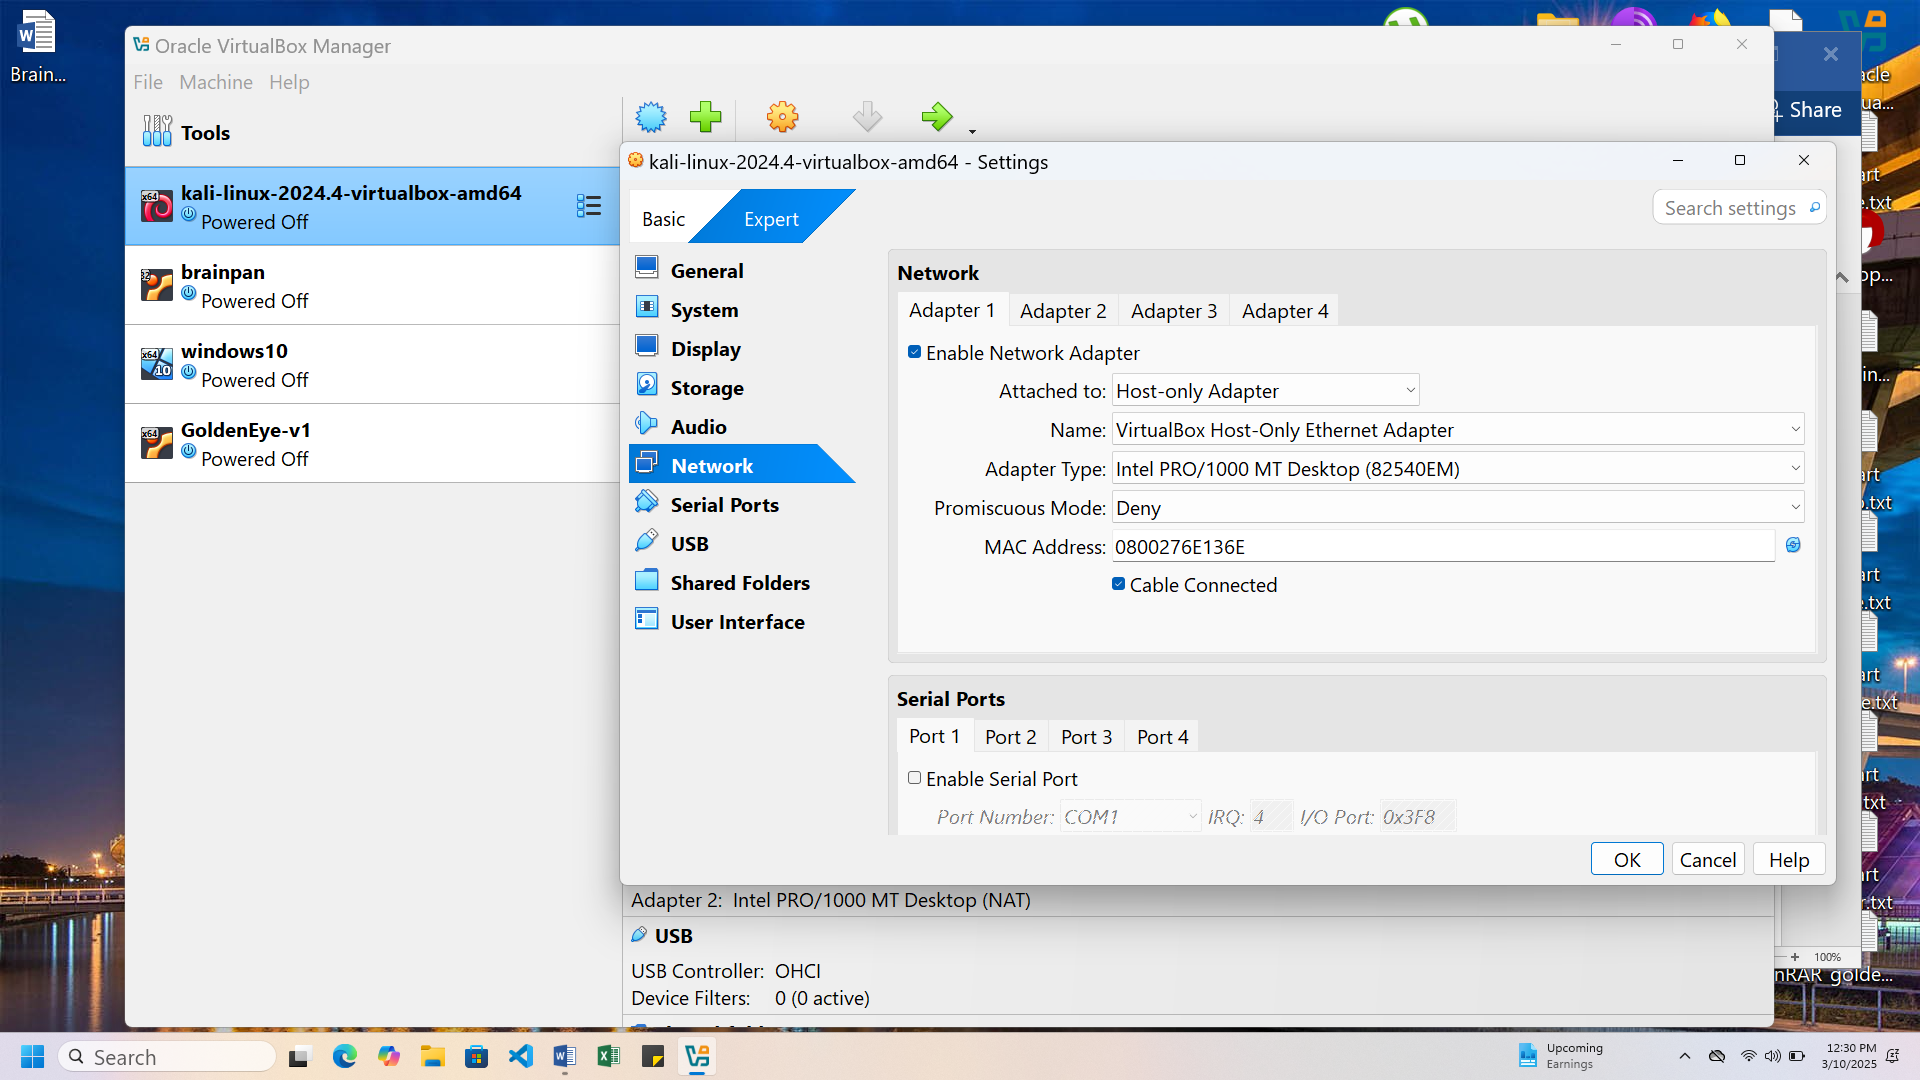 Brain...
Oracle VirtualBox Manager
File Machine Help
Tools
kali-linux-2024.4-virtualbox-amd64
Powered Off
brainpan
Powered Off
windows10
Powered Off
GoldenEye-v1
Powered Off
Share
kali-linux-2024.4-virtualbox-amd64 - Settings
Basic Expert
Search settings
General
System
Display
Storage
Audio
Network
Serial Ports
USB
Shared Folders
User Interface
Network
Adapter 1 Adapter 2 Adapter 3 Adapter 4
Enable Network Adapter
Attached to: Host-only Adapter
Name: VirtualBox Host-Only Ethernet Adapter
Adapter Type: Intel PRO/1000 MT Desktop (82540EM)
Promiscuous Mode: Deny
MAC Address: 0800276E136E
Cable Connected
Serial Ports
Port 1 Port 2 Port 3 Port 4
Enable Serial Port
Port Number: COM1 IRQ: 4 I/O Port: 0x3F8
OK Cancel Help
Adapter 2: Intel PRO/1000 MT Desktop (NAT)
USB
USB Controller: OHCI
Device Filters: 0 (0 active)
100%
nRAR golde...
Search
Upcoming
Earnings
12:30 PM
3/10/2025